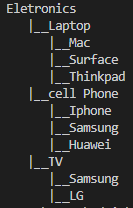 Eletronics
|__Laptop
|__Mac
|__Surface
|__Thinkpad
|__cell Phone
|__Iphone
|__Samsung
|__Huawei
|__TV
|__Samsung
|__LG